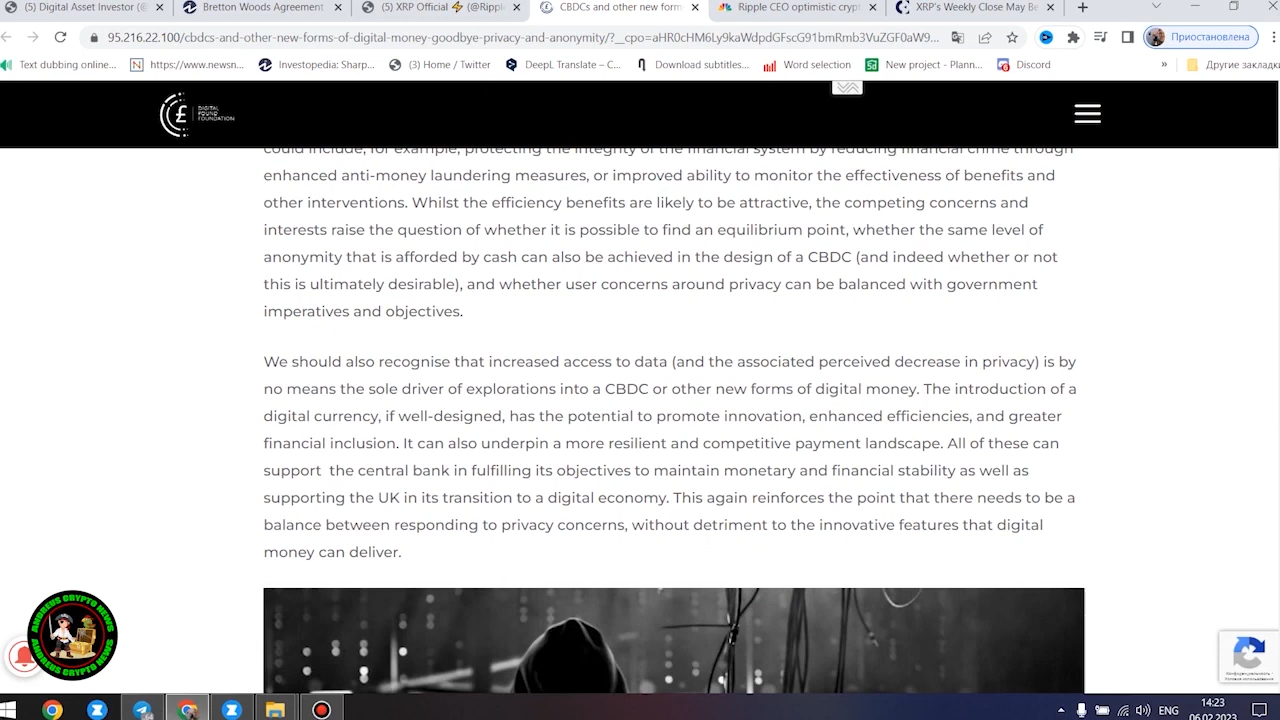 (5) Digital Asset Investor (@
Bretton Woods Agreement
(5) XRP Official ⚡ (@Ripple
CBDCs and other new form
Ripple CEO optimistic crypt
XRP's Weekly Close May Be
95.216.22.100/cbdcs-and-other-new-forms-of-digital-money-goodbye-privacy-and-anonymity/?__cpo=aHR0cHM6Ly9kaWdpdGFscG91bmRmb3VuZGF0aW9...
Приостановлена
Text dubbing online...
https://www.newsn...
Investopedia: Sharp...
(3) Home / Twitter
DeepL Translate – C...
Download subtitles...
Word selection
New project - Plann...
Discord
»
Другие закладки
DIGITAL
POUND
FOUNDATION
could include, for example, protecting the integrity of the financial system by reducing financial crime through
enhanced anti-money laundering measures, or improved ability to monitor the effectiveness of benefits and
other interventions. Whilst the efficiency benefits are likely to be attractive, the competing concerns and
interests raise the question of whether it is possible to find an equilibrium point, whether the same level of
anonymity that is afforded by cash can also be achieved in the design of a CBDC (and indeed whether or not
this is ultimately desirable), and whether user concerns around privacy can be balanced with government
imperatives and objectives.
We should also recognise that increased access to data (and the associated perceived decrease in privacy) is by
no means the sole driver of explorations into a CBDC or other new forms of digital money. The introduction of a
digital currency, if well-designed, has the potential to promote innovation, enhanced efficiencies, and greater
financial inclusion. It can also underpin a more resilient and competitive payment landscape. All of these can
support the central bank in fulfilling its objectives to maintain monetary and financial stability as well as
supporting the UK in its transition to a digital economy. This again reinforces the point that there needs to be a
balance between responding to privacy concerns, without detriment to the innovative features that digital
money can deliver.
ANDREUS CRYPTO NEWS
ANDREUS CRYPTO NEWS
Конфиденциальность -
Условия использования
ENG
14:23
06.02.2023